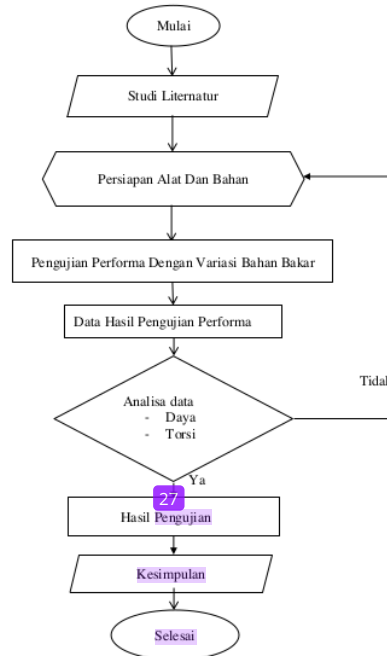 Mulai
Studi Liternatur
Persiapan Alat Dan Bahan
Pengujian Performa Dengan Variasi Bahan Bakar
Data Hasil Pengujian Performa
Analisa data
- Daya
- Torsi
Ya
27
Hasil Pengujian
Kesimpulan
Selesai